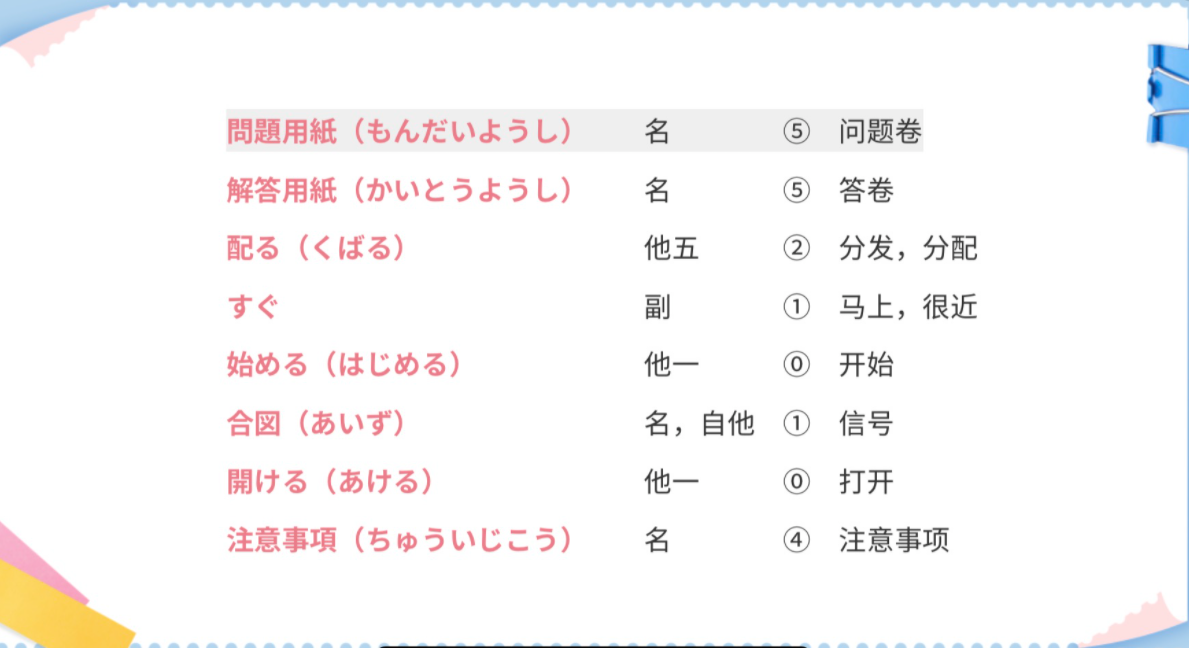 問題用紙（もんだいようし） 名 ⑤ 问题卷
解答用紙（かいとうようし） 名 ⑤ 答卷
配る（くばる） 他五 ② 分发，分配
すぐ 副 ① 马上，很近
始める（はじめる） 他一 ⓪ 开始
合図（あいず） 名，自他 ① 信号
開ける（あける） 他一 ⓪ 打开
注意事項（ちゅういじこう） 名 ④ 注意事项